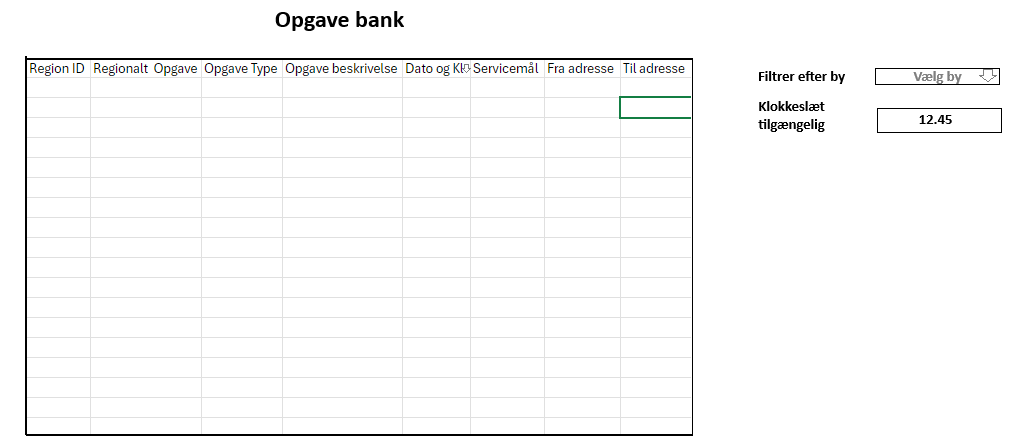 Opgave bank
Region ID Regionalt Opgave Opgave Type Opgave beskrivelse Dato og Kl Servicemål Fra adresse Til adresse
Filtrer efter by Vælg by
Klokkeslæt
tilgængelig 12.45